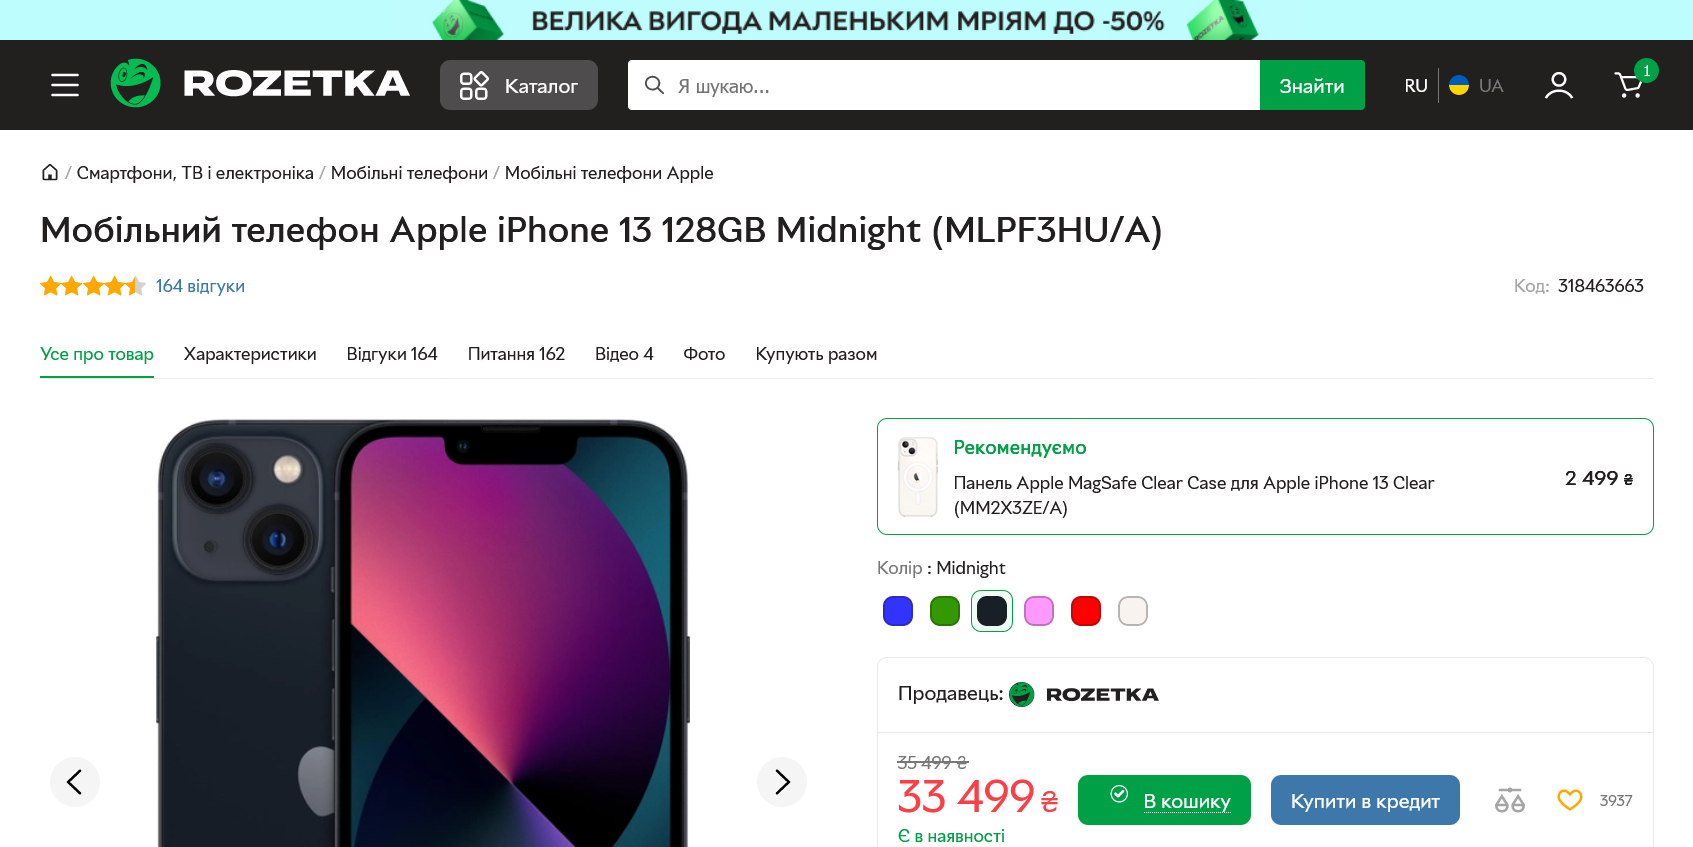 ВЕЛИКА ВИГОДА МАЛЕНЬКИМ МРІЯМ ДО -50%
ROZETKA
Каталог
Я шукаю...
Знайти
RU
UA
1
/ Смартфони, ТВ і електроніка / Мобільні телефони / Мобільні телефони Apple
Мобільний телефон Apple iPhone 13 128GB Midnight (MLPF3HU/A)
164 відгуки
Код: 318463663
Усе про товар
Характеристики
Відгуки 164
Питання 162
Відео 4
Фото
Купують разом
Рекомендуємо
Панель Apple MagSafe Clear Case для Apple iPhone 13 Clear
(MM2X3ZE/A)
2 499 ₴
Колір : Midnight
Продавець: ROZETKA
35 499 ₴
33 499 ₴
В кошику
Купити в кредит
3937
Є в наявності